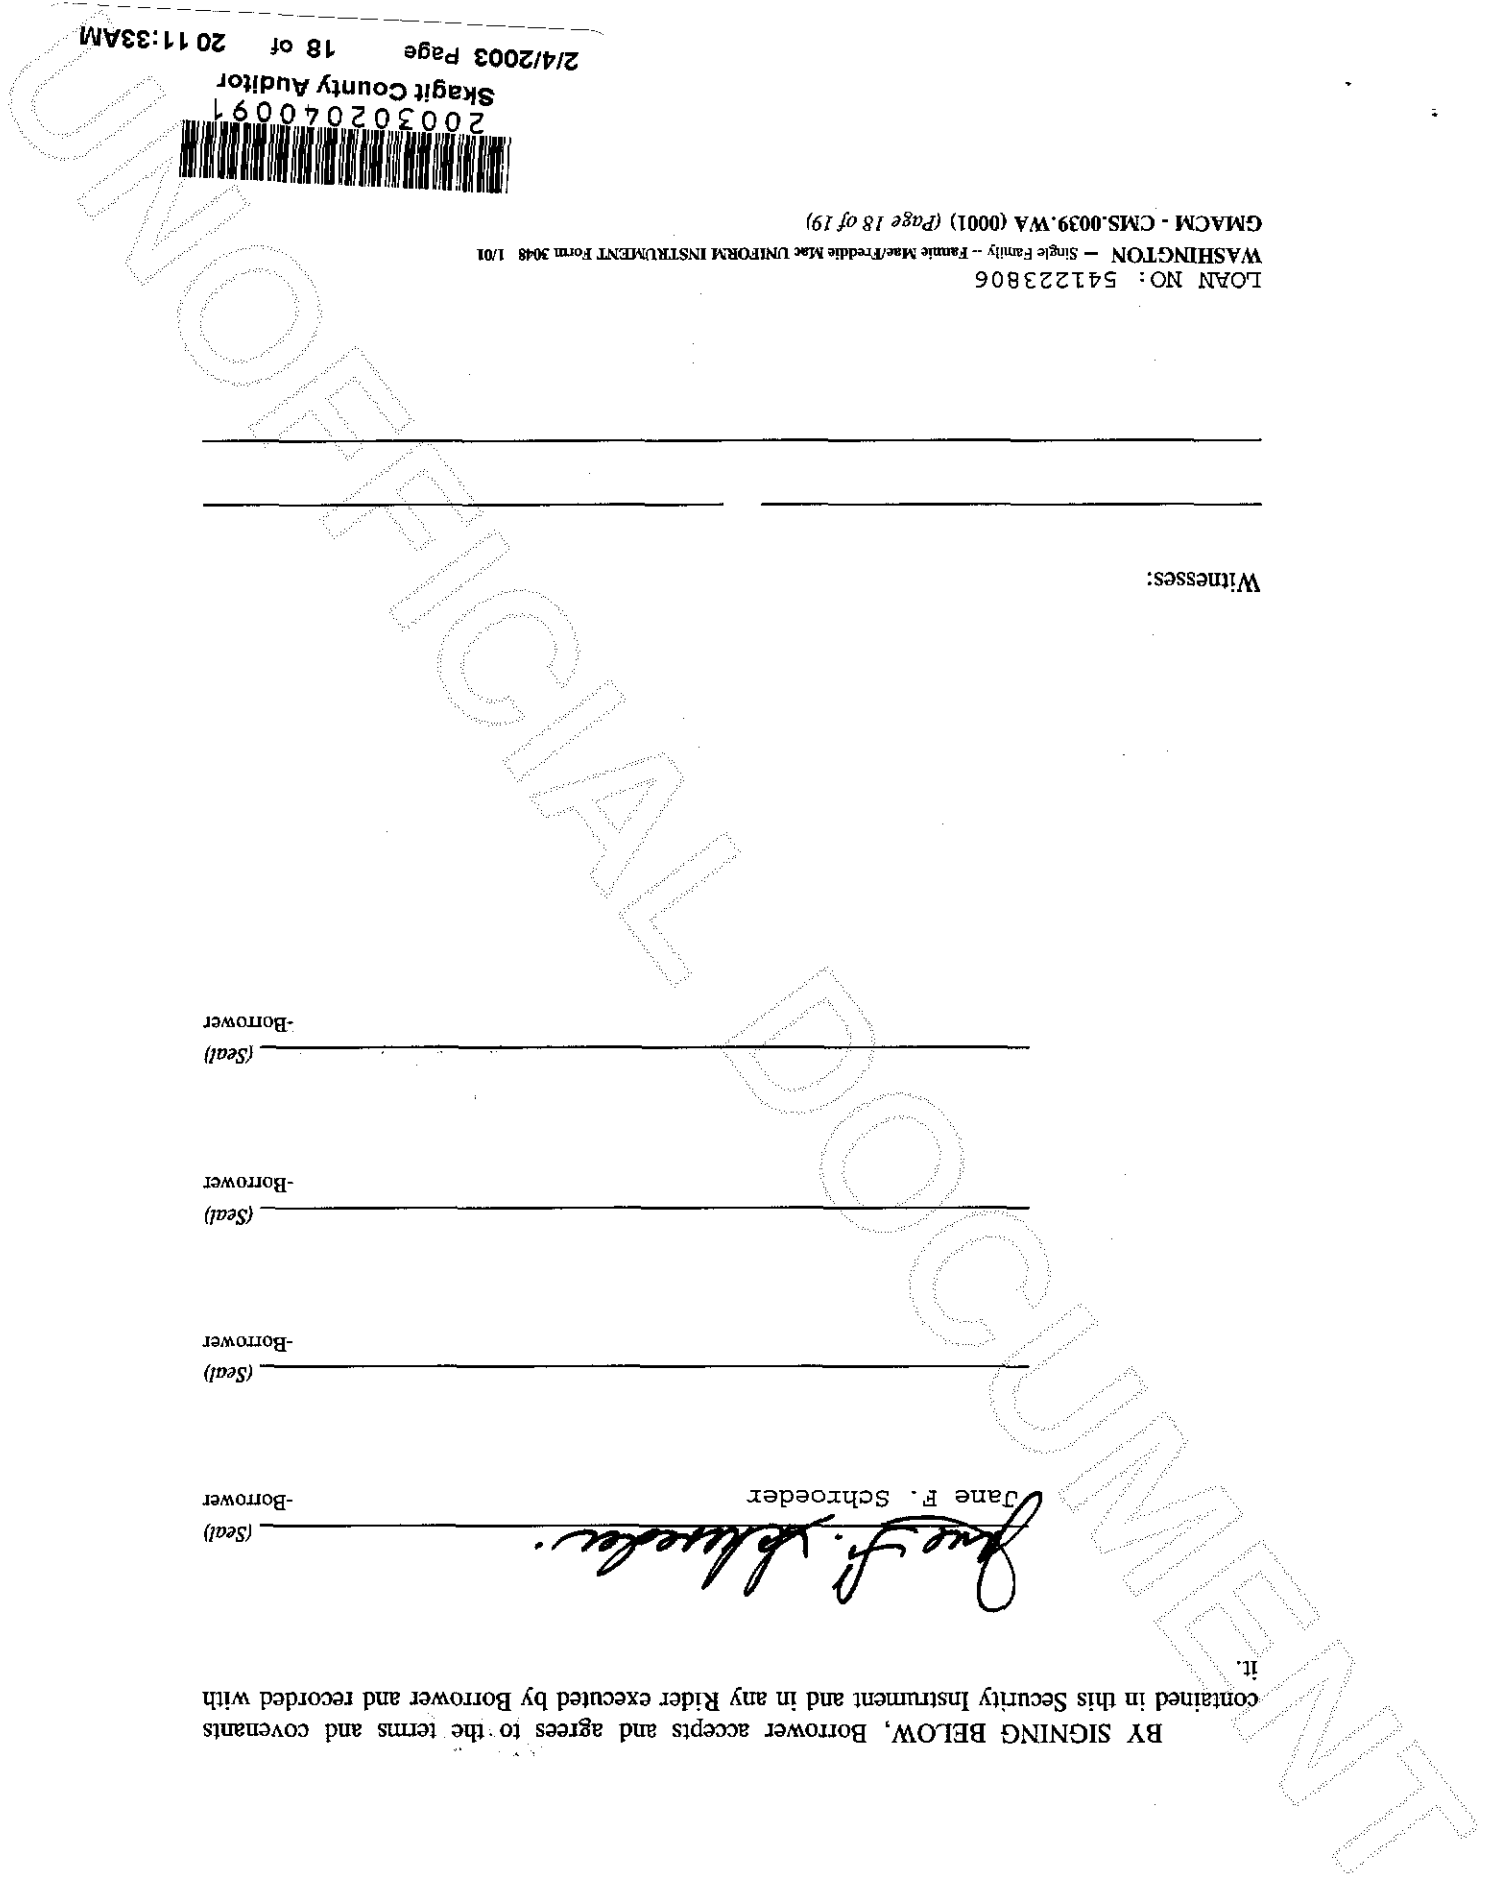 BY SIGNING BELOW, Borrower accepts and agrees to the terms and covenants
contained in this Security Instrument and in any Rider executed by Borrower and recorded with
it.
Jane F. Schroeder
(Seal)
Jane F. Schroeder
-Borrower
(Seal)
-Borrower
(Seal)
-Borrower
(Seal)
-Borrower
Witnesses:
LOAN NO: 541223806
WASHINGTON — Single Family -- Fannie Mae/Freddie Mac UNIFORM INSTRUMENT Form 3048 1/01
GMACM - CMS.0039.WA (0001) (Page 18 of 19)
200302040091
Skagit County Auditor
2/4/2003 Page 18 of 20 11:33AM
UNOFFICIAL DOCUMENT